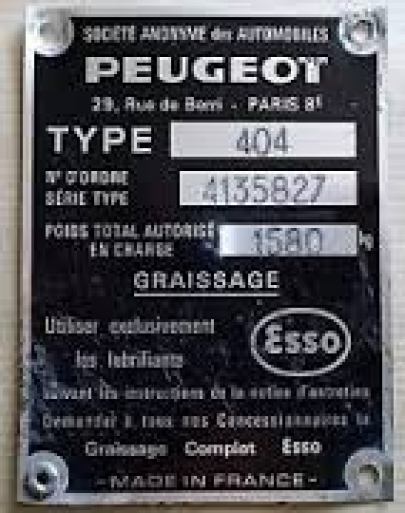 SOCIÉTÉ ANONYME des AUTOMOBILES
PEUGEOT
29, Rue de Berri - PARIS 8ᵉ
TYPE 404
N° D'ORDRE
SÉRIE TYPE 4135827
POIDS TOTAL AUTORISÉ
EN CHARGE 1580 kg
GRAISSAGE
Utiliser exclusivement
les lubrifiants
Esso
suivant les instructions de la notice d'entretien
Demandez à tous nos Concessionnaires le
Graissage Complet Esso
-MADE IN FRANCE-